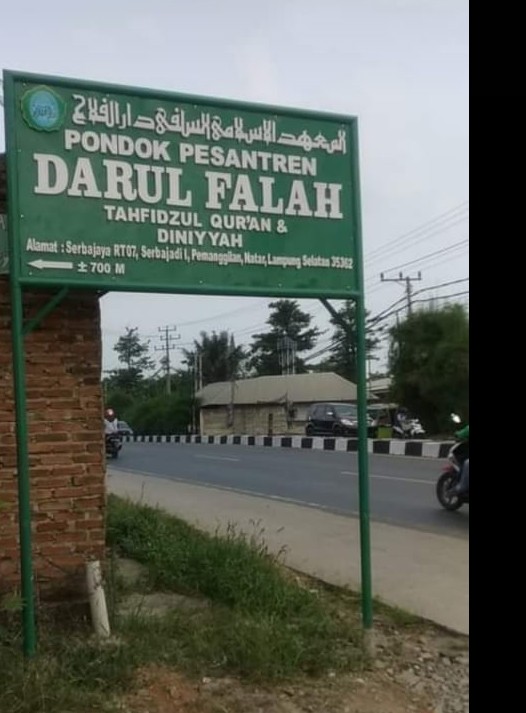 المعهد الاسلامي السلفي دار الفلاح
PONDOK PESANTREN
DARUL FALAH
TAHFIDZUL QUR'AN &
DINIYYAH
Alamat : Serbajaya RT07, Serbajadi I, Pemanggilan, Natar, Lampung Selatan 35362
± 700 M